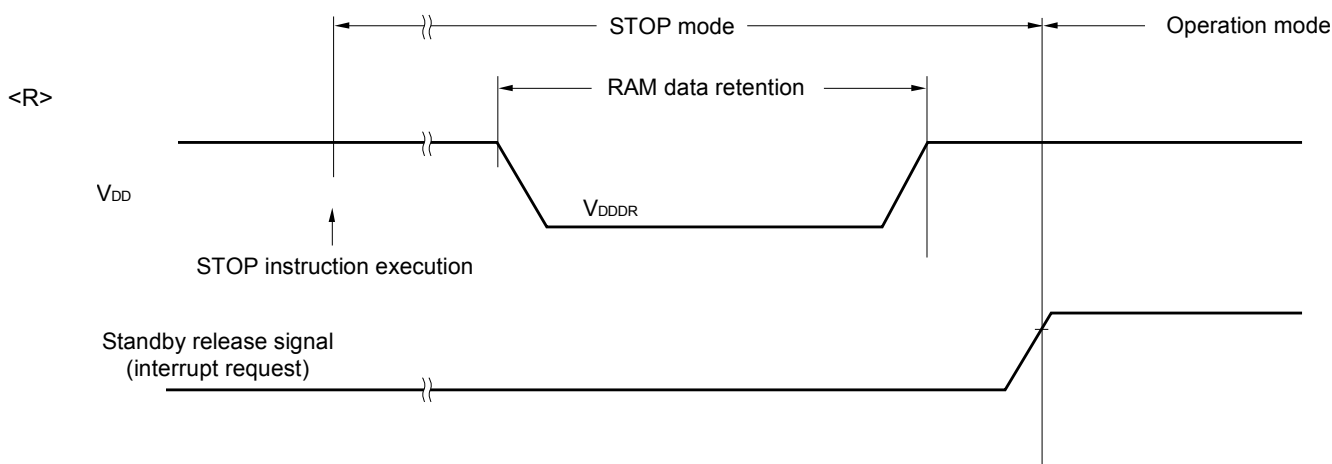 STOP mode
Operation mode
RAM data retention
<R>
VDD
VDDDR
STOP instruction execution
Standby release signal
(interrupt request)